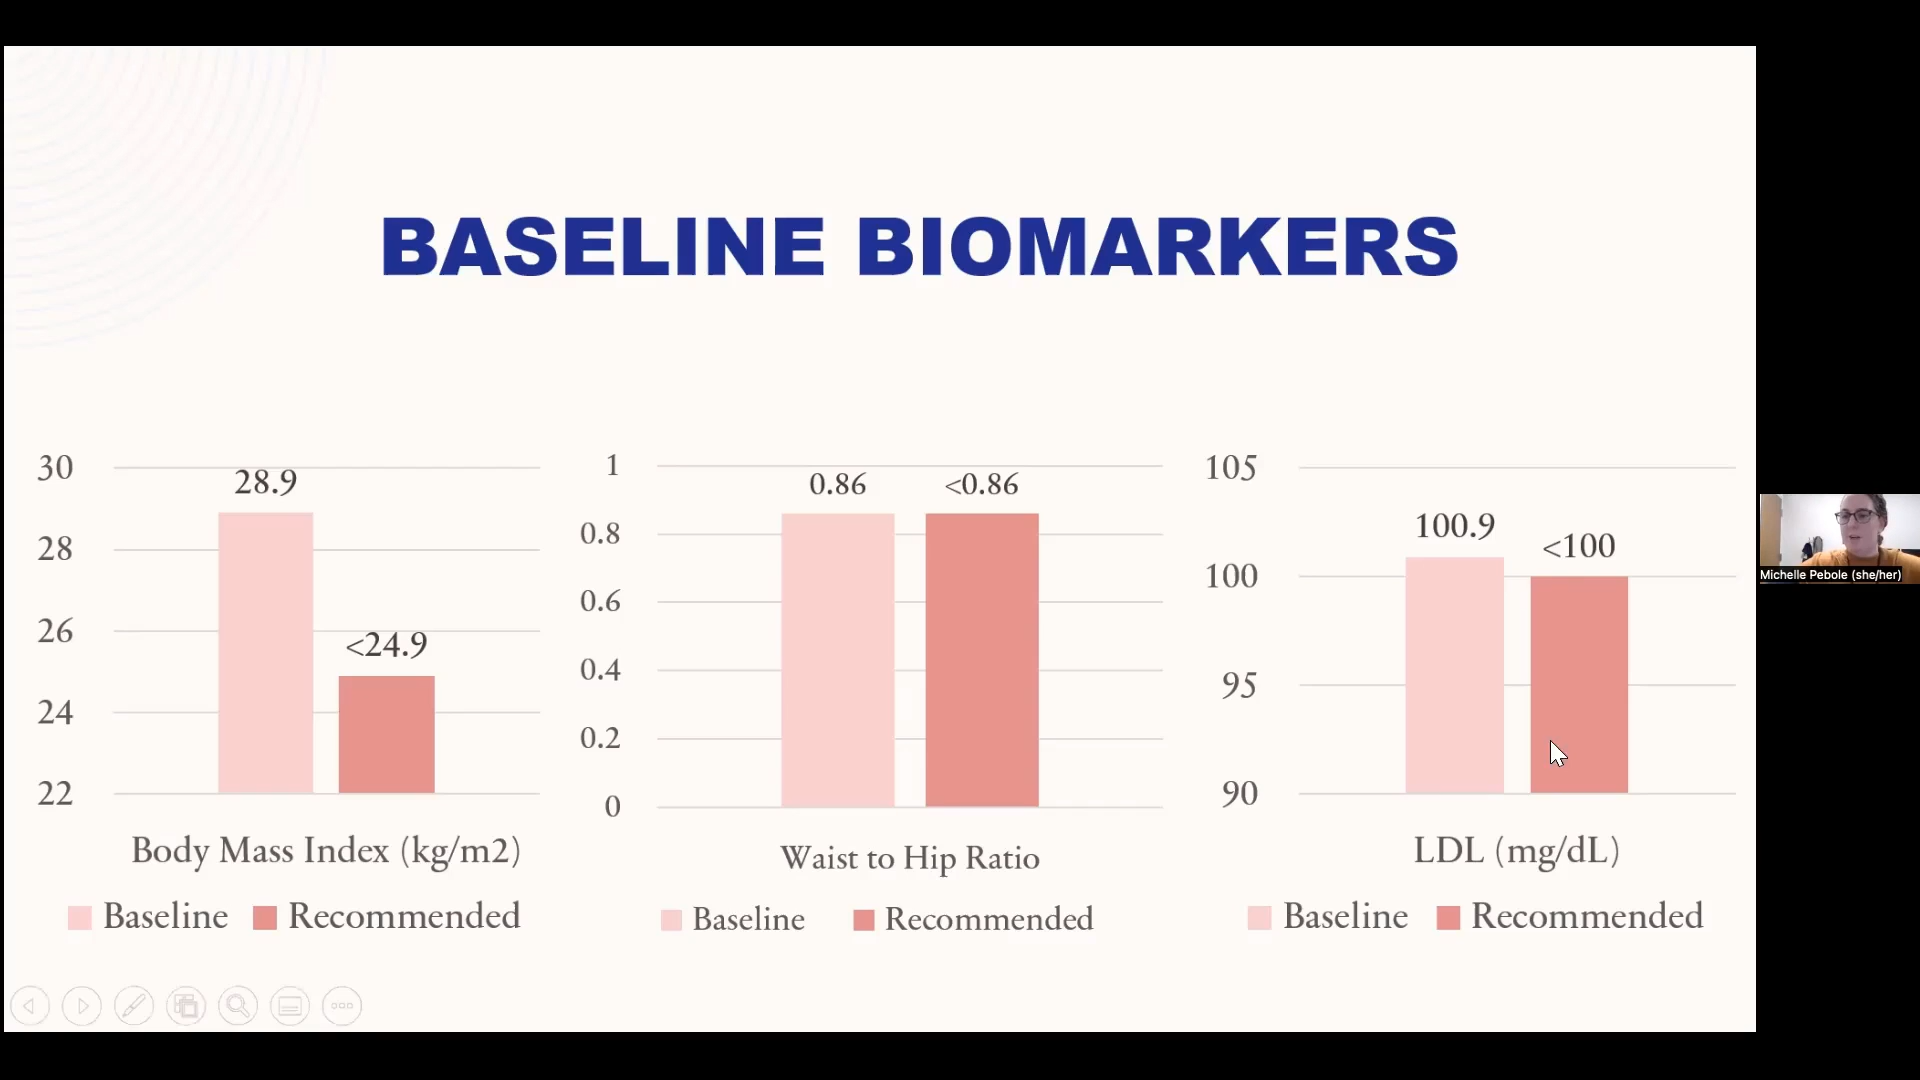 BASELINE BIOMARKERS
30
28
26
24
22
28.9
<24.9
Body Mass Index (kg/m2)
Baseline
Recommended
1
0.8
0.6
0.4
0.2
0
0.86
<0.86
Waist to Hip Ratio
Baseline
Recommended
105
100
95
90
100.9
<100
LDL (mg/dL)
Baseline
Recommended
Michelle Pebole (she/her)